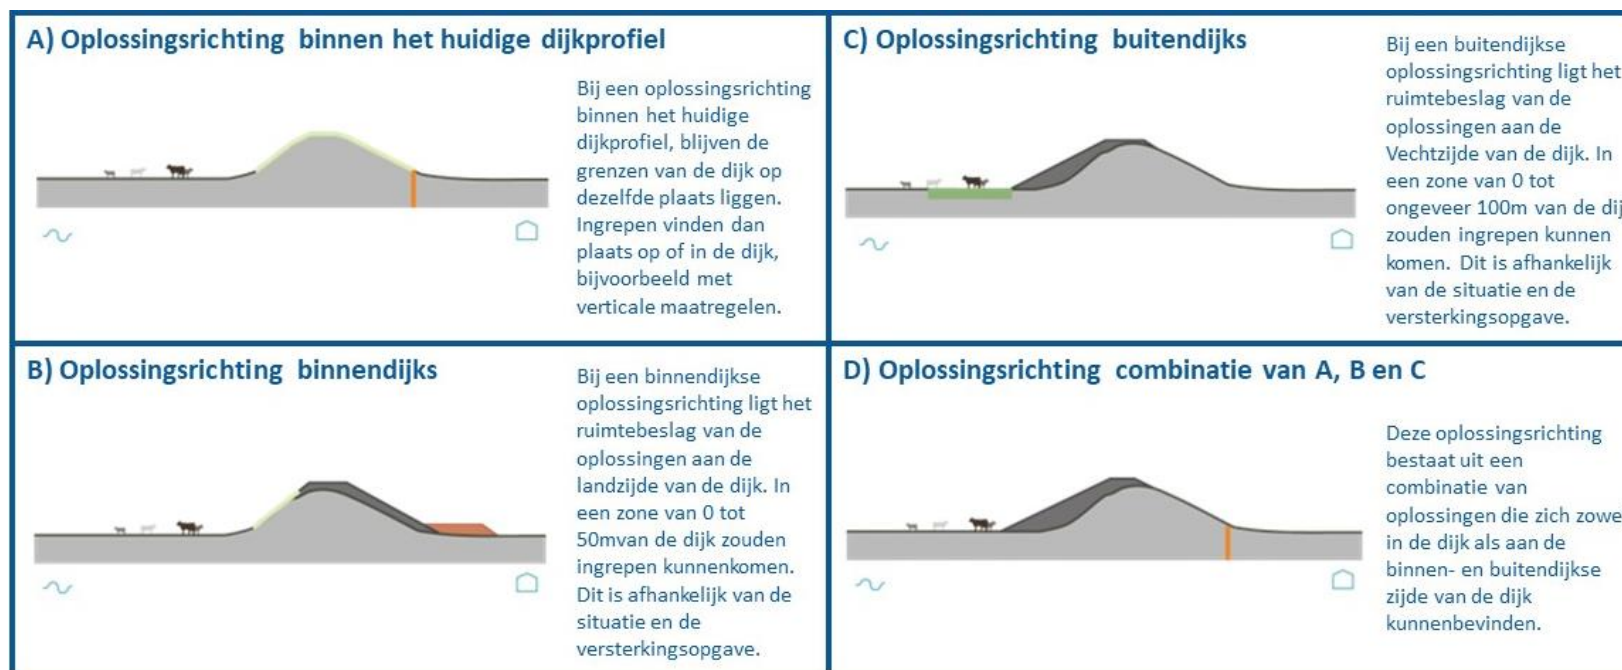 A) Oplossingsrichting binnen het huidige dijkprofiel
Bij een oplossingsrichting
binnen het huidige
dijkprofiel, blijven de
grenzen van de dijk op
dezelfde plaats liggen.
Ingrepen vinden dan
plaats op of in de dijk,
bijvoorbeeld met
verticale maatregelen.
B) Oplossingsrichting binnendijks
Bij een binnendijkse
oplossingsrichting ligt het
ruimtebeslag van de
oplossingen aan de
landzijde van de dijk. In
een zone van 0 tot
50mvan de dijk zouden
ingrepen kunnenkomen.
Dit is afhankelijk van de
situatie en de
versterkingsopgave.
C) Oplossingsrichting buitendijks
Bij een buitendijkse
oplossingsrichting ligt het
ruimtebeslag van de
oplossingen aan de
Vechtzijde van de dijk. In
een zone van 0 tot
ongeveer 100m van de dij
zouden ingrepen kunnen
komen. Dit is afhankelijk
van de situatie en de
versterkingsopgave.
D) Oplossingsrichting combinatie van A, B en C
Deze oplossingsrichting
bestaat uit een
combinatie van
oplossingen die zich zowe
in de dijk als aan de
binnen- en buitendijkse
zijde van de dijk
kunnenbevinden.